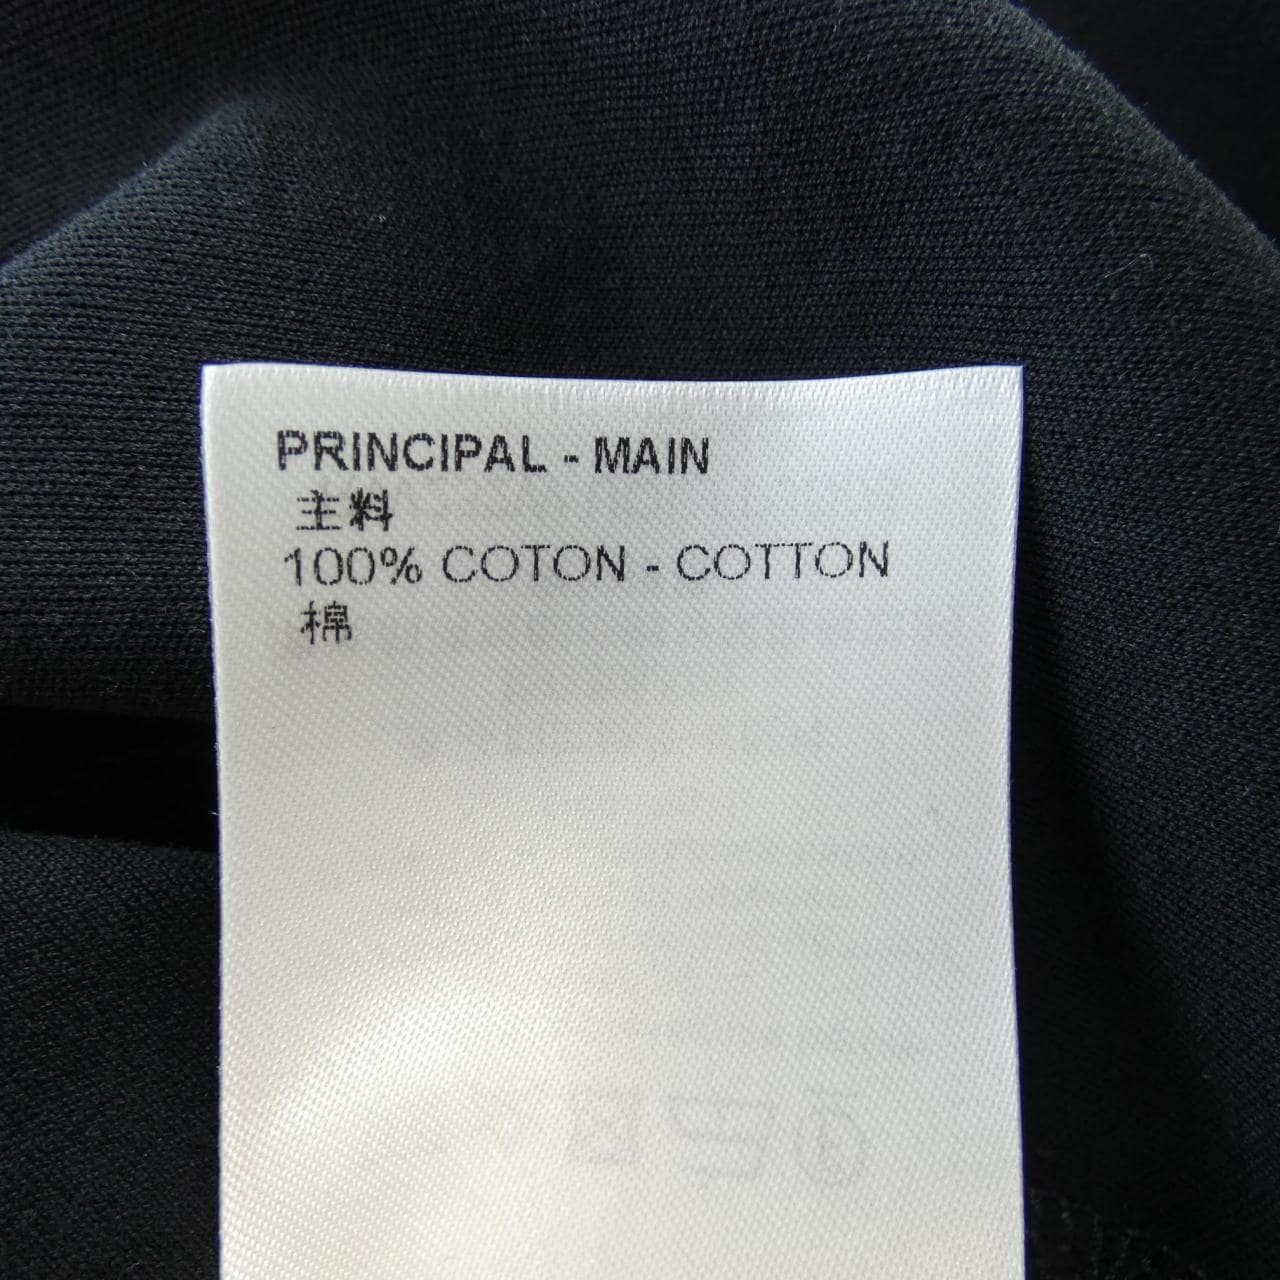 PRINCIPAL - MAIN
主料
100% COTON - COTTON
棉